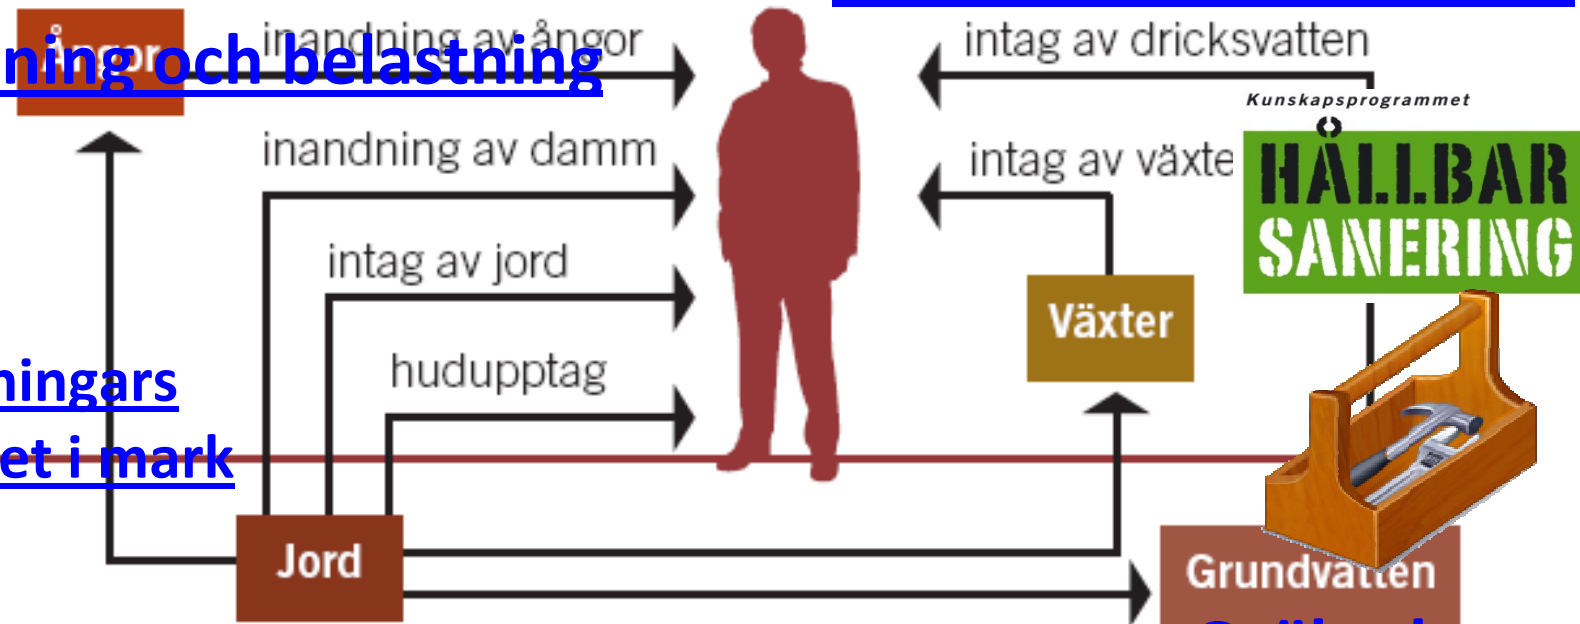 Ångor
inandning av ångor
ning och belastning
intag av dricksvatten
Kunskapsprogrammet
HÅLLBAR
SANERING
inandning av damm
intag av växte
intag av jord
Växter
hudupptag
ningars
et i mark
Jord
Grundvatten